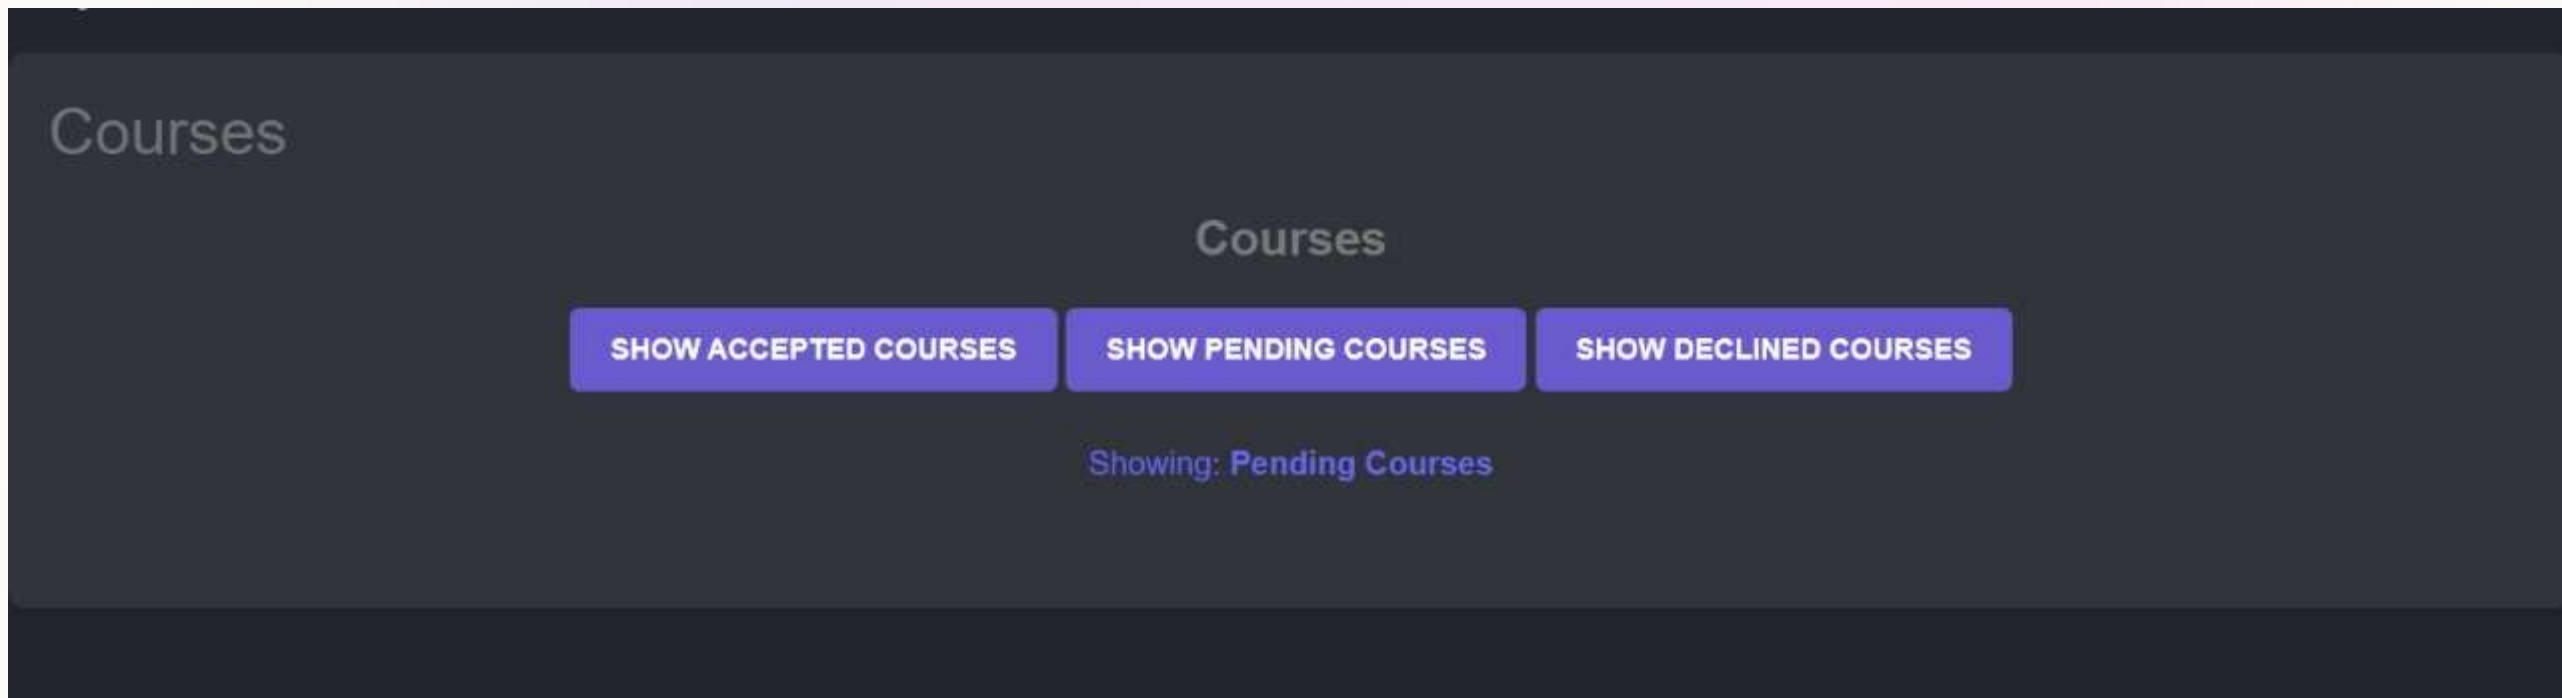 Courses
Courses
SHOW ACCEPTED COURSES SHOW PENDING COURSES SHOW DECLINED COURSES
Showing: Pending Courses